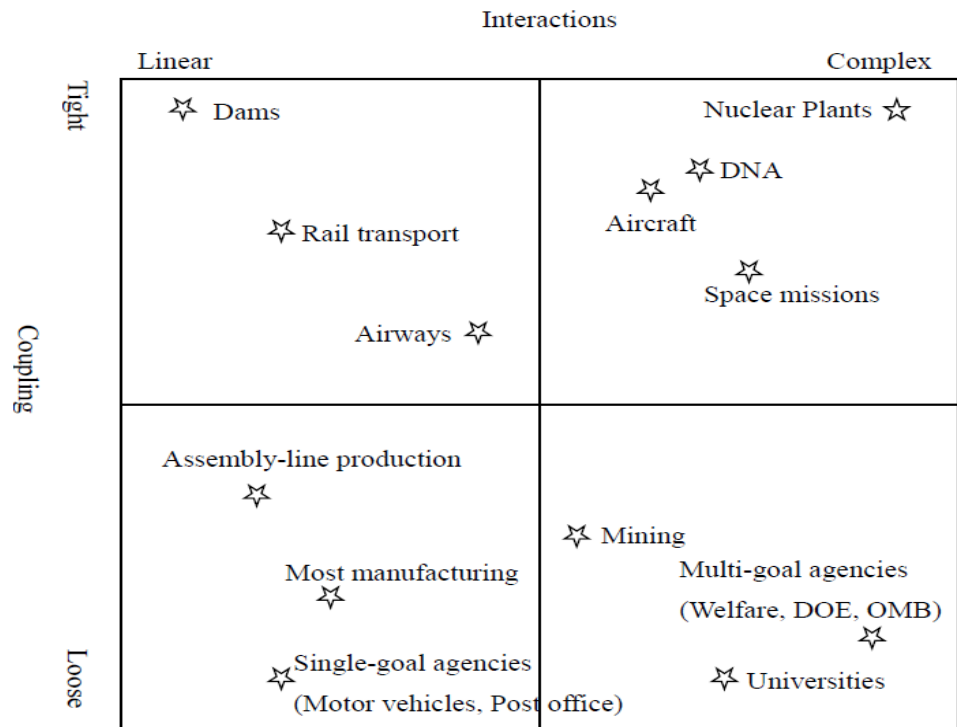 Interactions
Linear
Complex
Tight
Coupling
Loose
Dams
Nuclear Plants
DNA
Aircraft
Rail transport
Space missions
Airways
Assembly-line production
Mining
Most manufacturing
Multi-goal agencies
(Welfare, DOE, OMB)
Single-goal agencies
(Motor vehicles, Post office)
Universities